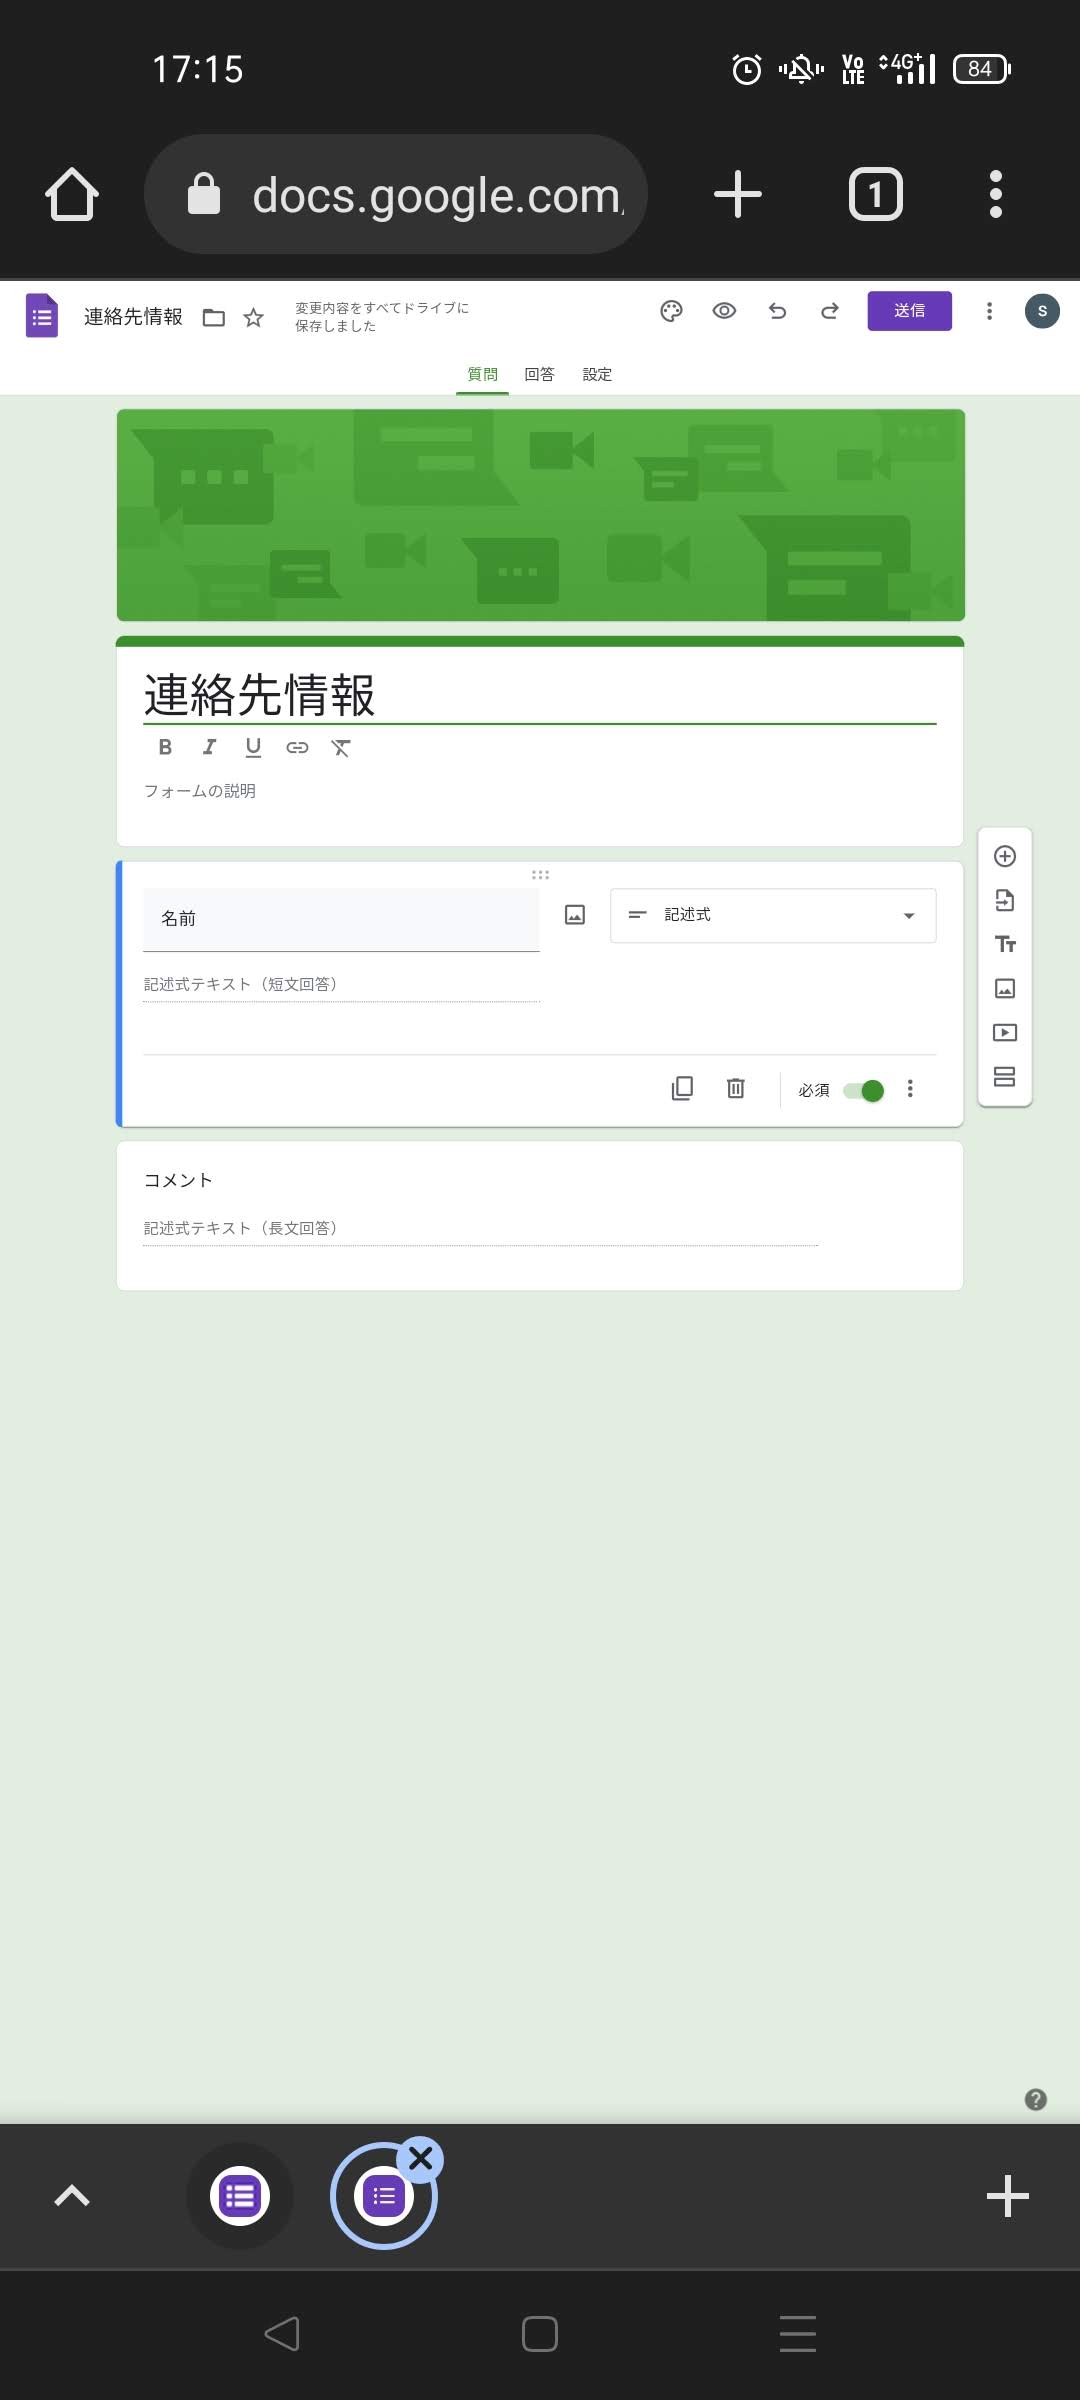 17:15
Vo LTE 4G+ 84
docs.google.com/
1
連絡先情報
変更内容をすべてドライブに
保存しました
送信
S
質問 回答 設定
連絡先情報
B I U
フォームの説明
名前
記述式
記述式テキスト（短文回答）
必須
コメント
記述式テキスト（長文回答）